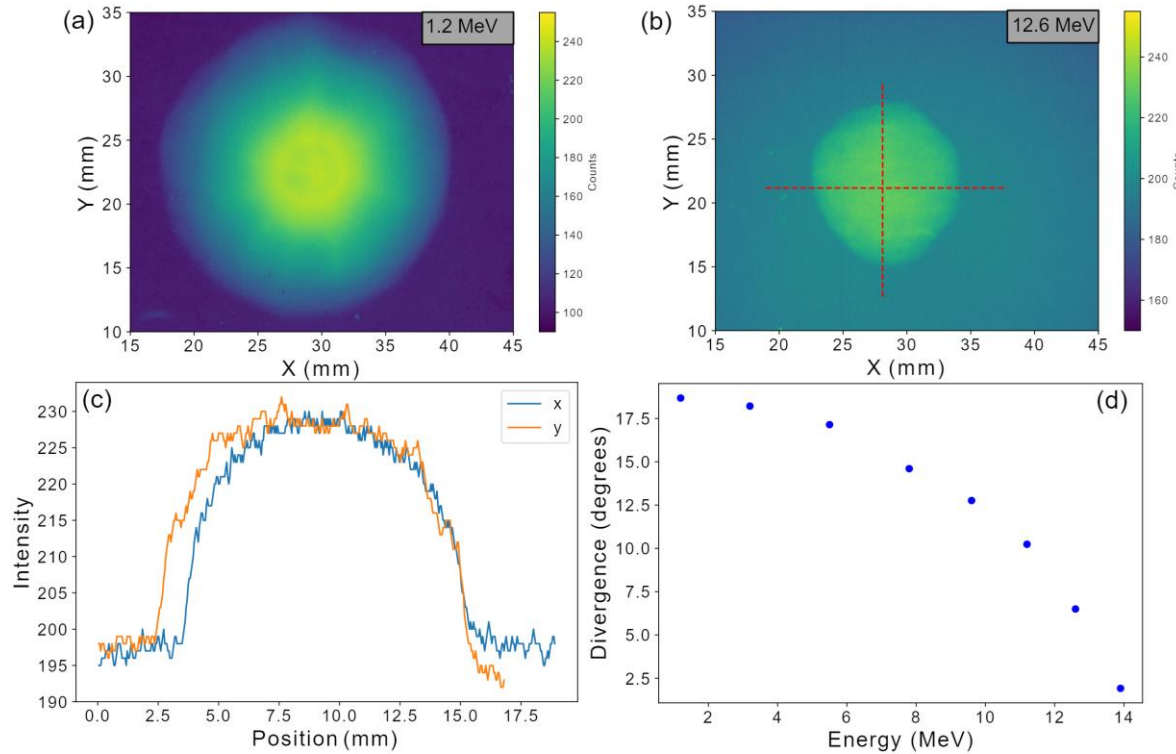 (a)
1.2 MeV
35
30
25
20
15
10
Y (mm)
15 20 25 30 35 40 45
X (mm)
240
220
200
180
160
140
120
100
Counts
(b)
12.6 MeV
35
30
25
20
15
10
Y (mm)
15 20 25 30 35 40 45
X (mm)
240
220
200
180
160
Counts
(c)
x
y
230
225
220
215
210
205
200
195
190
Intensity
0.0 2.5 5.0 7.5 10.0 12.5 15.0 17.5
Position (mm)
(d)
17.5
15.0
12.5
10.0
7.5
5.0
2.5
Divergence (degrees)
2 4 6 8 10 12 14
Energy (MeV)